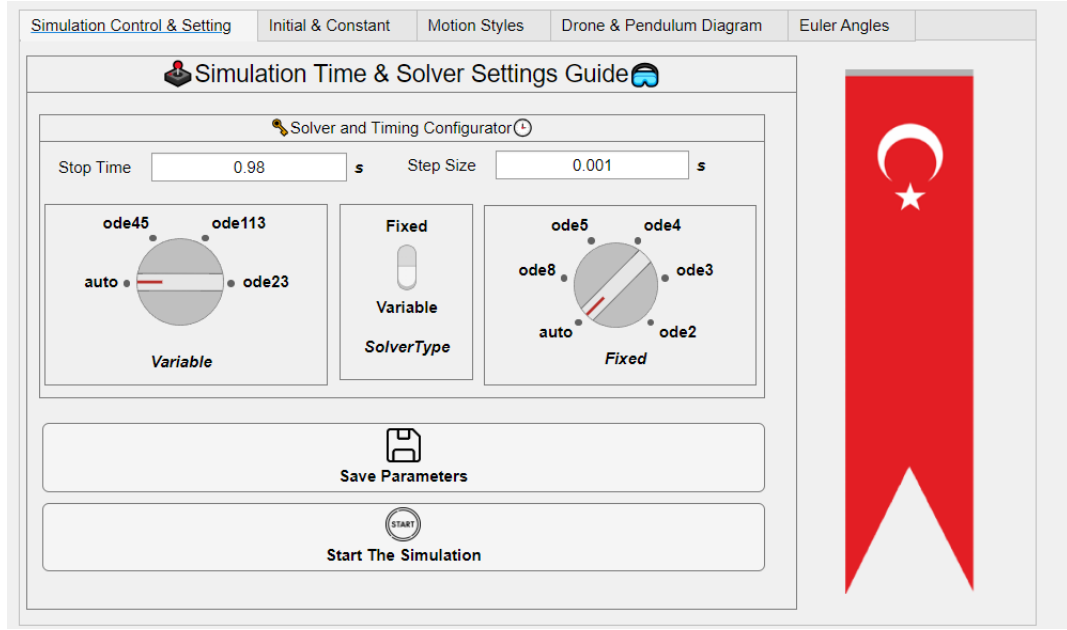 Simulation Control & Setting Initial & Constant Motion Styles Drone & Pendulum Diagram Euler Angles
Simulation Time & Solver Settings Guide
Solver and Timing Configurator
Stop Time 0.98 s Step Size 0.001 s
ode45 ode113
auto ode23
Variable
Fixed
Variable
SolverType
ode5 ode4
ode8 ode3
auto ode2
Fixed
Save Parameters
START
Start The Simulation